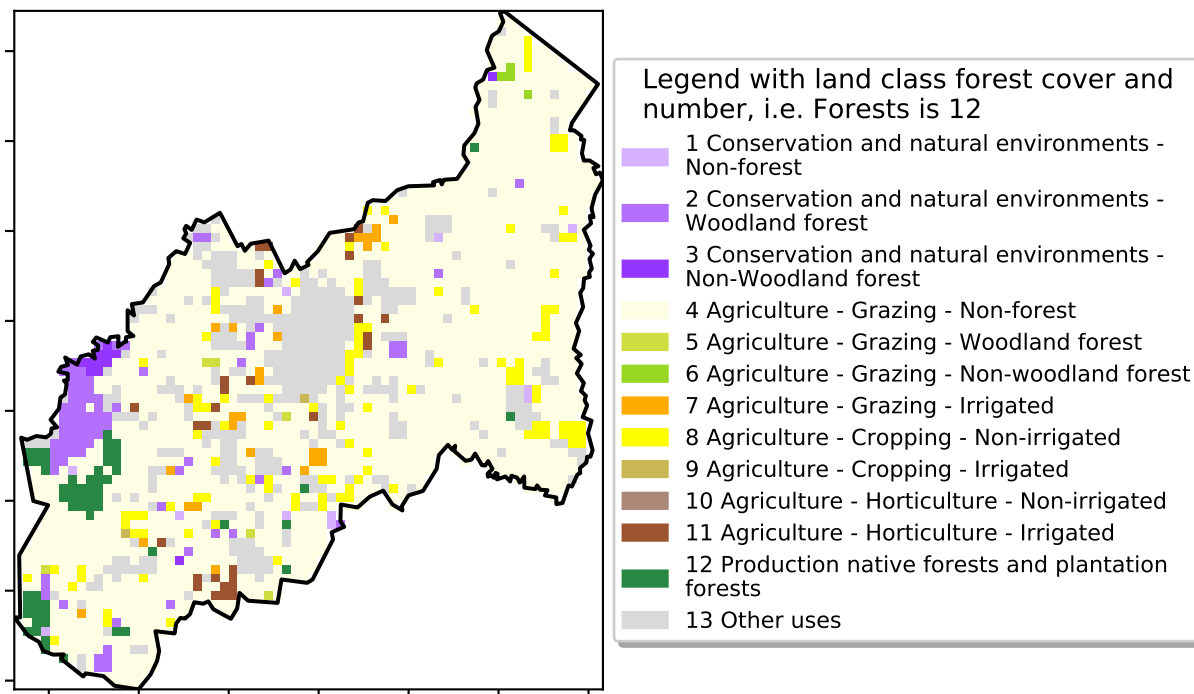 Legend with land class forest cover and
number, i.e. Forests is 12
1 Conservation and natural environments -
Non-forest
2 Conservation and natural environments -
Woodland forest
3 Conservation and natural environments -
Non-Woodland forest
4 Agriculture - Grazing - Non-forest
5 Agriculture - Grazing - Woodland forest
6 Agriculture - Grazing - Non-woodland forest
7 Agriculture - Grazing - Irrigated
8 Agriculture - Cropping - Non-irrigated
9 Agriculture - Cropping - Irrigated
10 Agriculture - Horticulture - Non-irrigated
11 Agriculture - Horticulture - Irrigated
12 Production native forests and plantation
forests
13 Other uses